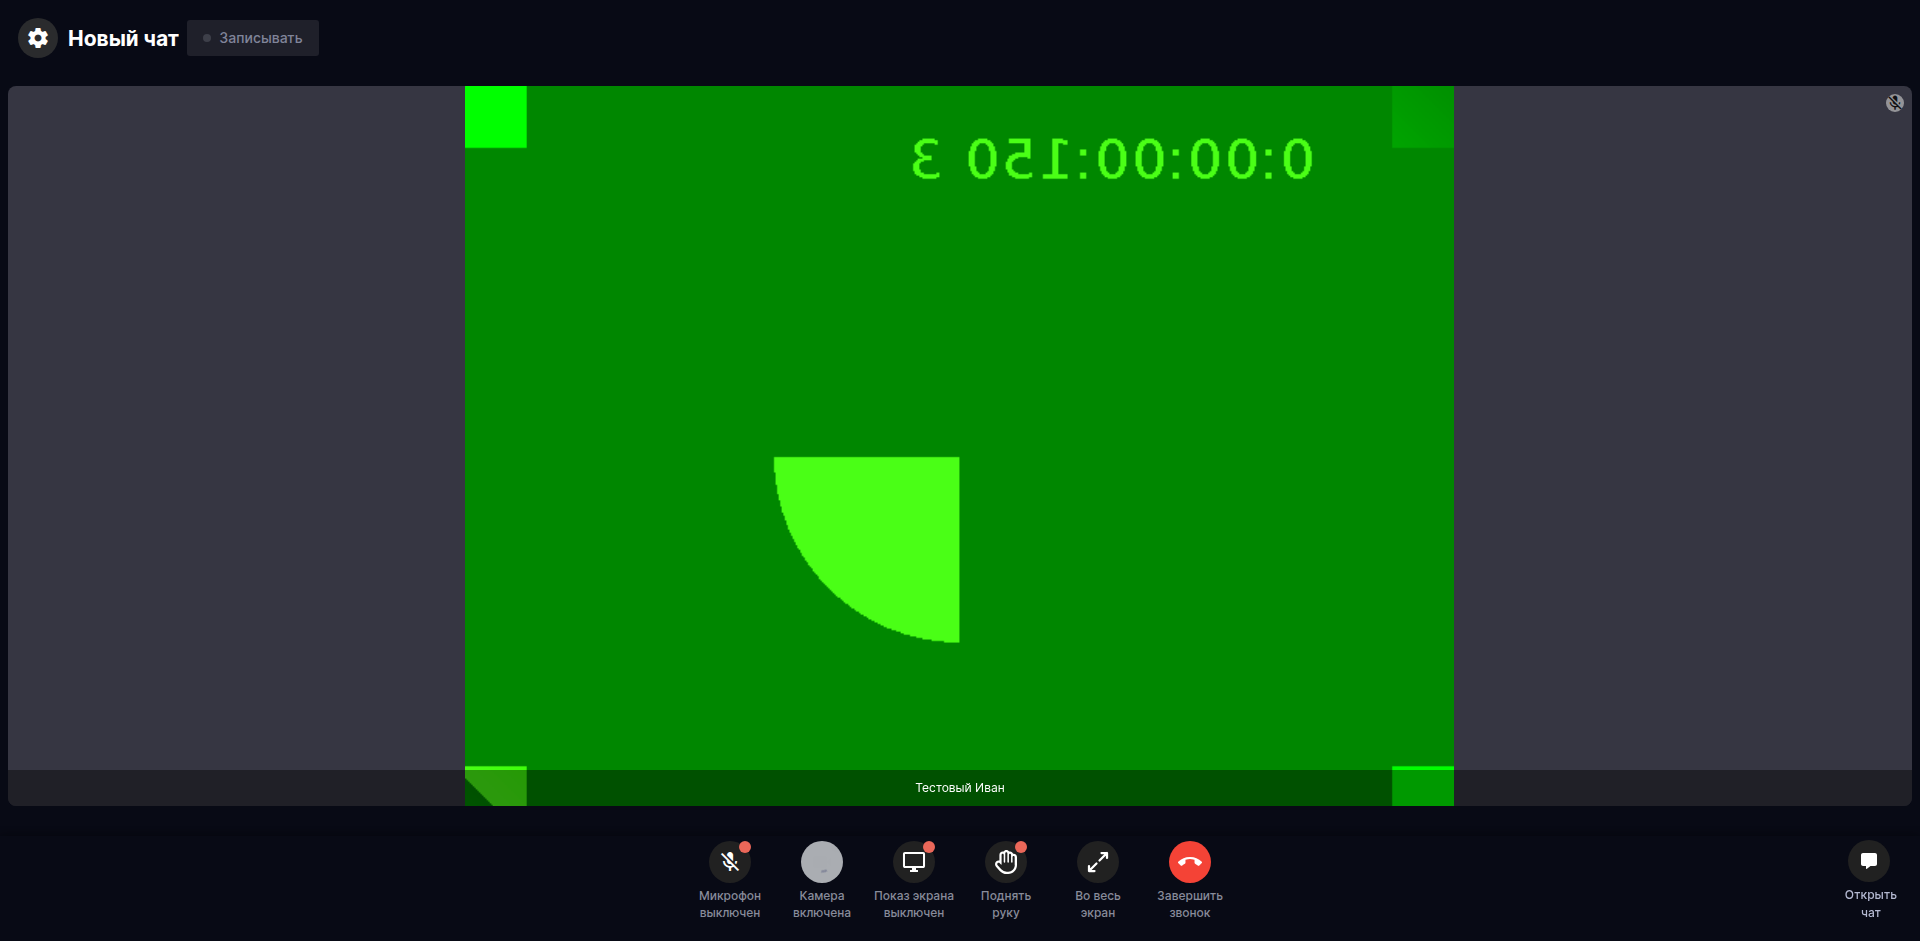 Новый чат
Записывать
0:00:00:150 3
Тестовый Иван
Микрофон
выключен
Камера
включена
Показ экрана
выключен
Поднять
руку
Во весь
экран
Завершить
звонок
Открыть
чат